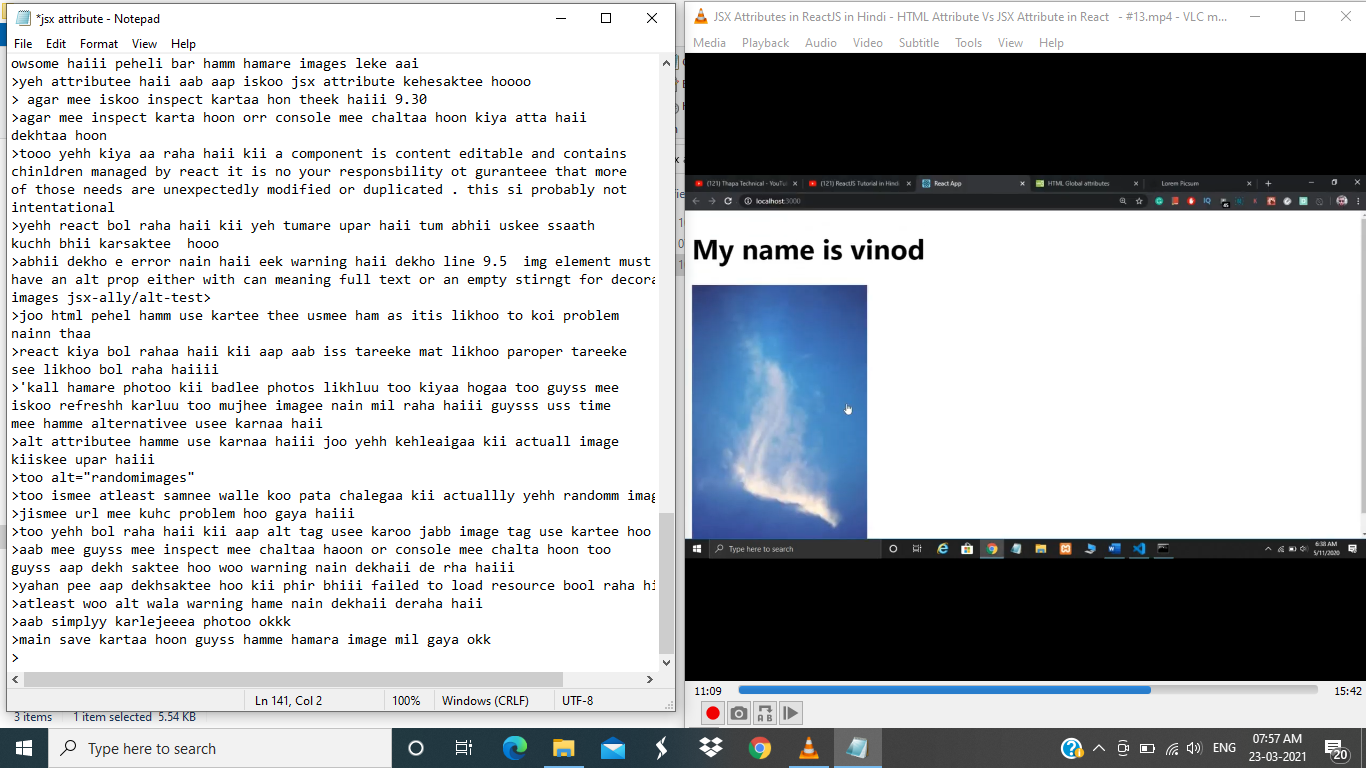 *jsx attribute - Notepad
File Edit Format View Help
owsome haiii peheli bar hamm hamare images leke aai
>yeh attributee haii aab aap iskoo jsx attribute kehesaktee hoooo
> agar mee iskoo inspect kartaa hon theek haiii 9.30
>agar mee inspect karta hoon orr console mee chaltaa hoon kiya atta haii
dekhtaa hoon
>tooo yehh kiya aa raha haii kii a component is content editable and contains
chinldren managed by react it is no your responsbility ot guranteee that more
of those needs are unexpectedly modified or duplicated . this si probably not
intentational
>yehh react bol raha haii kii yeh tumare upar haii tum abhii uskee ssaath
kuchh bhii karsaktee  hooo
>abhii dekho e error nain haii eek warning haii dekho line 9.5  img element must
have an alt prop either with can meaning full text or an empty stirngt for decora
images jsx-ally/alt-test>
>joo html pehel hamm use kartee thee usmee ham as itis likhoo to koi problem
nainn thaa
>react kiya bol rahaa haii kii aap aab iss tareeke mat likhoo paroper tareeke
see likhoo bol raha haiiii
>'kall hamare photoo kii badlee photos likhluu too kiyaa hogaa too guyss mee
iskoo refreshh karluu too mujhee imagee nain mil raha haiii guysss uss time
mee hamme alternativee usee karnaa haii
>alt attributee hamme use karnaa haiii joo yehh kehleaigaa kii actuall image
kiiskee upar haiii
>too alt="randomimages"
>too ismee atleast samnee walle koo pata chalegaa kii actuallly yehh randomm imag
>jismee url mee kuhc problem hoo gaya haiii
>too yehh bol raha haii kii aap alt tag usee karoo jabb image tag use kartee hoo
>aab mee guyss mee inspect mee chaltaa haoon or console mee chalta hoon too
guyss aap dekh saktee hoo woo warning nain dekhaii de rha haiii
>yahan pee aap dekhsaktee hoo kii phir bhiii failed to load resource bool raha hi
>atleast woo alt wala warning hame nain dekhaii deraha haii
>aab simplyy karlejeeea photoo okkk
>main save kartaa hoon guyss hamme hamara image mil gaya okk
>
Ln 141, Col 2 100% Windows (CRLF) UTF-8
3 items 1 item selected 5.54 KB
JSX Attributes in ReactJS in Hindi - HTML Attribute Vs JSX Attribute in React - #13.mp4 - VLC m...
Media Playback Audio Video Subtitle Tools View Help
(121) Thapa Technical - YouTu (121) ReactJS Tutorial in Hind React App HTML Global attributes Lorem Picsum
localhost:3000
My name is vinod
Type here to search
6:38 AM
5/11/2020
11:09 15:42
Type here to search
ENG
07:57 AM
23-03-2021
20